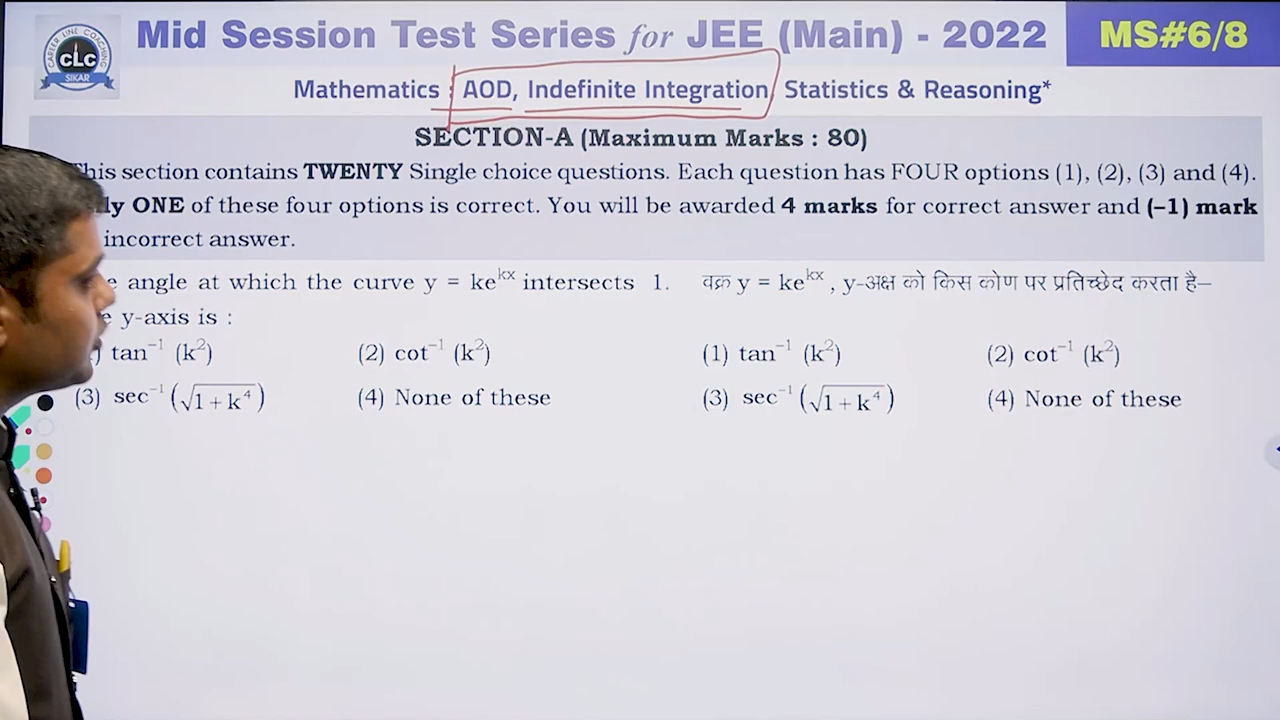 CAREER LINE COACHING
CLC
SIKAR
Mid Session Test Series for JEE (Main) - 2022
MS#6/8
Mathematics : AOD, Indefinite Integration, Statistics & Reasoning*
SECTION-A (Maximum Marks : 80)
his section contains TWENTY Single choice questions. Each question has FOUR options (1), (2), (3) and (4).
ly ONE of these four options is correct. You will be awarded 4 marks for correct answer and (–1) mark
incorrect answer.
e angle at which the curve y = ke^{kx} intersects
e y-axis is :
) tan⁻¹ (k²) (2) cot⁻¹ (k²)
(3) sec⁻¹ (√1 + k⁴) (4) None of these
1. वक्र y = ke^{kx} , y-अक्ष को किस कोण पर प्रतिच्छेद करता है–
(1) tan⁻¹ (k²) (2) cot⁻¹ (k²)
(3) sec⁻¹ (√1 + k⁴) (4) None of these